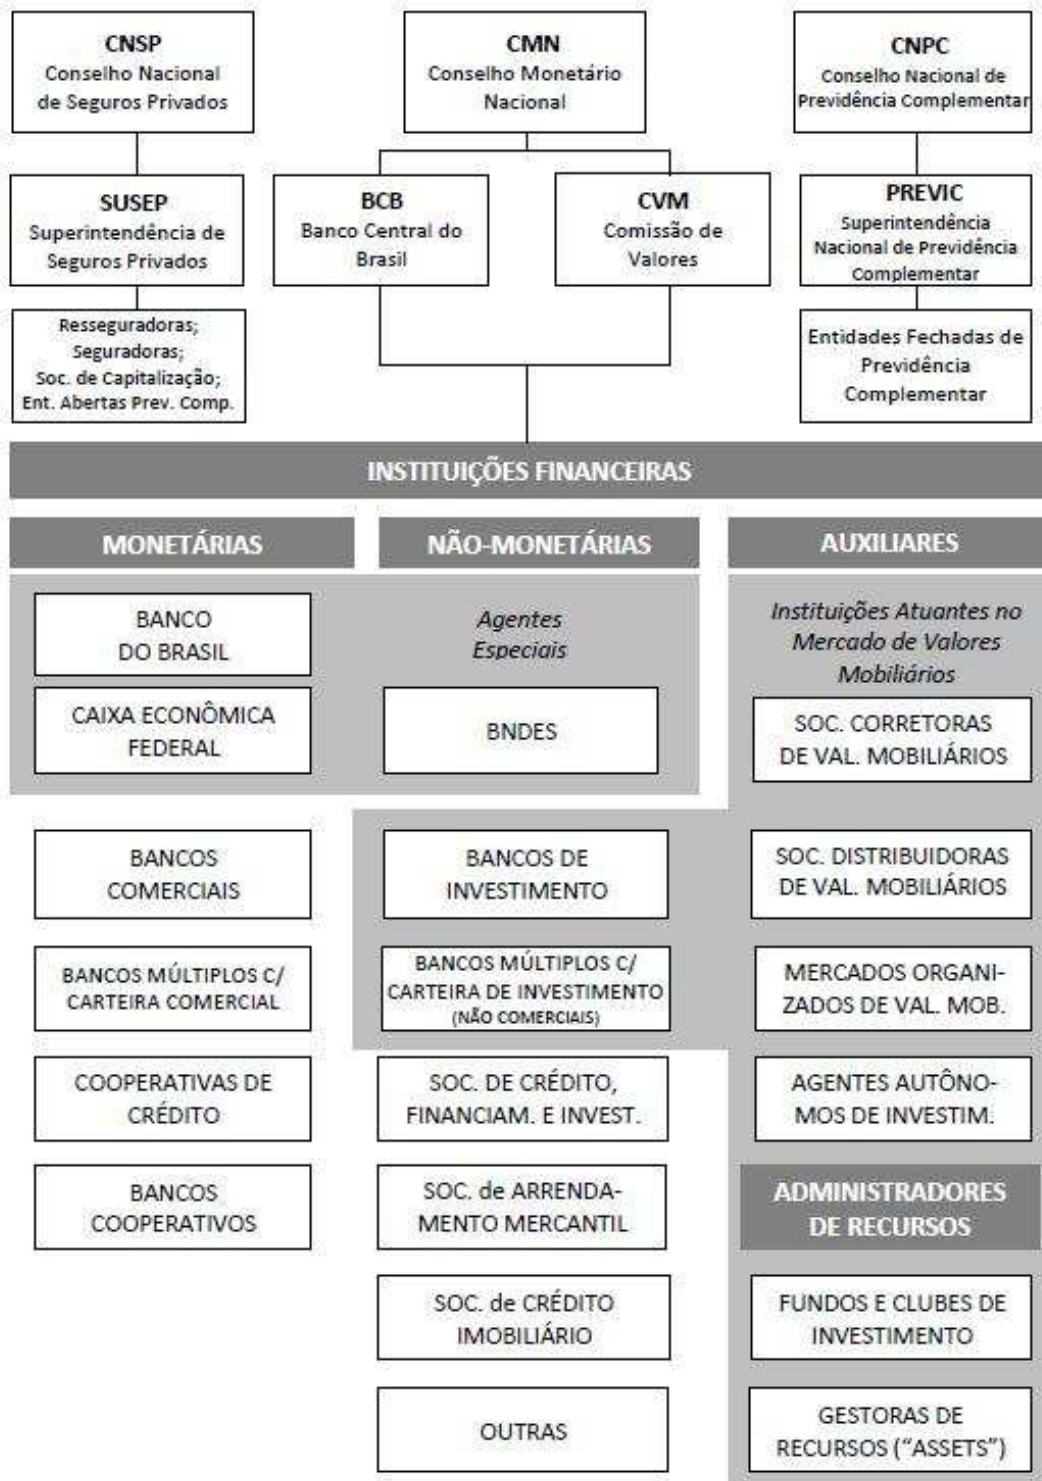 CNSP
Conselho Nacional
de Seguros Privados
CMN
Conselho Monetário
Nacional
CNPC
Conselho Nacional de
Previdência Complementar
SUSEP
Superintendência de
Seguros Privados
BCB
Banco Central do
Brasil
CVM
Comissão de
Valores
PREVIC
Superintendência
Nacional de Previdência
Complementar
Resseguradoras;
Seguradoras;
Soc. de Capitalização;
Ent. Abertas Prev. Comp.
Entidades Fechadas de
Previdência
Complementar
INSTITUIÇÕES FINANCEIRAS
MONETÁRIAS
BANCO
DO BRASIL
CAIXA ECONÔMICA
FEDERAL
BANCOS
COMERCIAIS
BANCOS MÚLTIPLOS C/
CARTEIRA COMERCIAL
COOPERATIVAS DE
CRÉDITO
BANCOS
COOPERATIVOS
NÃO-MONETÁRIAS
Agentes
Especiais
BNDES
BANCOS DE
INVESTIMENTO
BANCOS MÚLTIPLOS C/
CARTEIRA DE INVESTIMENTO
(NÃO COMERCIAIS)
SOC. DE CRÉDITO,
FINANCIAM. E INVEST.
SOC. de ARRENDA-
MENTO MERCANTIL
SOC. de CRÉDITO
IMOBILIÁRIO
OUTRAS
AUXILIARES
Instituições Atuantes no
Mercado de Valores
Mobiliários
SOC. CORRETORAS
DE VAL. MOBILIÁRIOS
SOC. DISTRIBUIDORAS
DE VAL. MOBILIÁRIOS
MERCADOS ORGANI-
ZADOS DE VAL. MOB.
AGENTES AUTÔNO-
MOS DE INVESTIM.
ADMINISTRADORES
DE RECURSOS
FUNDOS E CLUBES DE
INVESTIMENTO
GESTORAS DE
RECURSOS ("ASSETS")